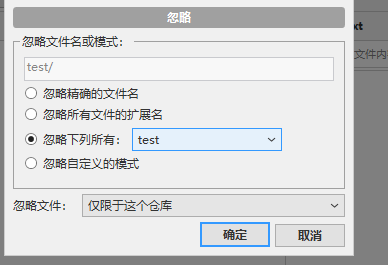 忽略
忽略文件名或模式：
test/
忽略精确的文件名
忽略所有文件的扩展名
忽略下列所有： test
忽略自定义的模式
忽略文件： 仅限于这个仓库
确定 取消
xt
文件内